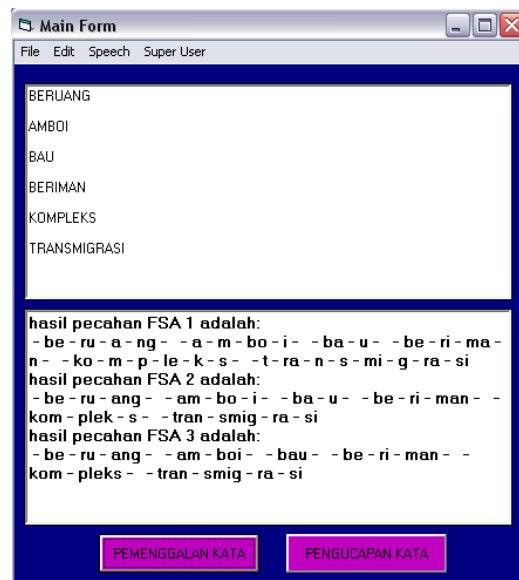 Main Form
File Edit Speech Super User
BERUANG
AMBOI
BAU
BERIMAN
KOMPLEKS
TRANSMIGRASI
hasil pecahan FSA 1 adalah:
- be - ru - a - ng - - a - m - bo - i - - ba - u - - be - ri - ma -
n - - ko - m - p - le - k - s - - t - ra - n - s - mi - g - ra - si
hasil pecahan FSA 2 adalah:
- be - ru - ang - - am - bo - i - - ba - u - - be - ri - man - -
kom - plek - s - - tran - smig - ra - si
hasil pecahan FSA 3 adalah:
- be - ru - ang - - am - boi - - bau - - be - ri - man - -
kom - pleks - - tran - smig - ra - si
PEMENGGALAN KATA PENGUCAPAN KATA